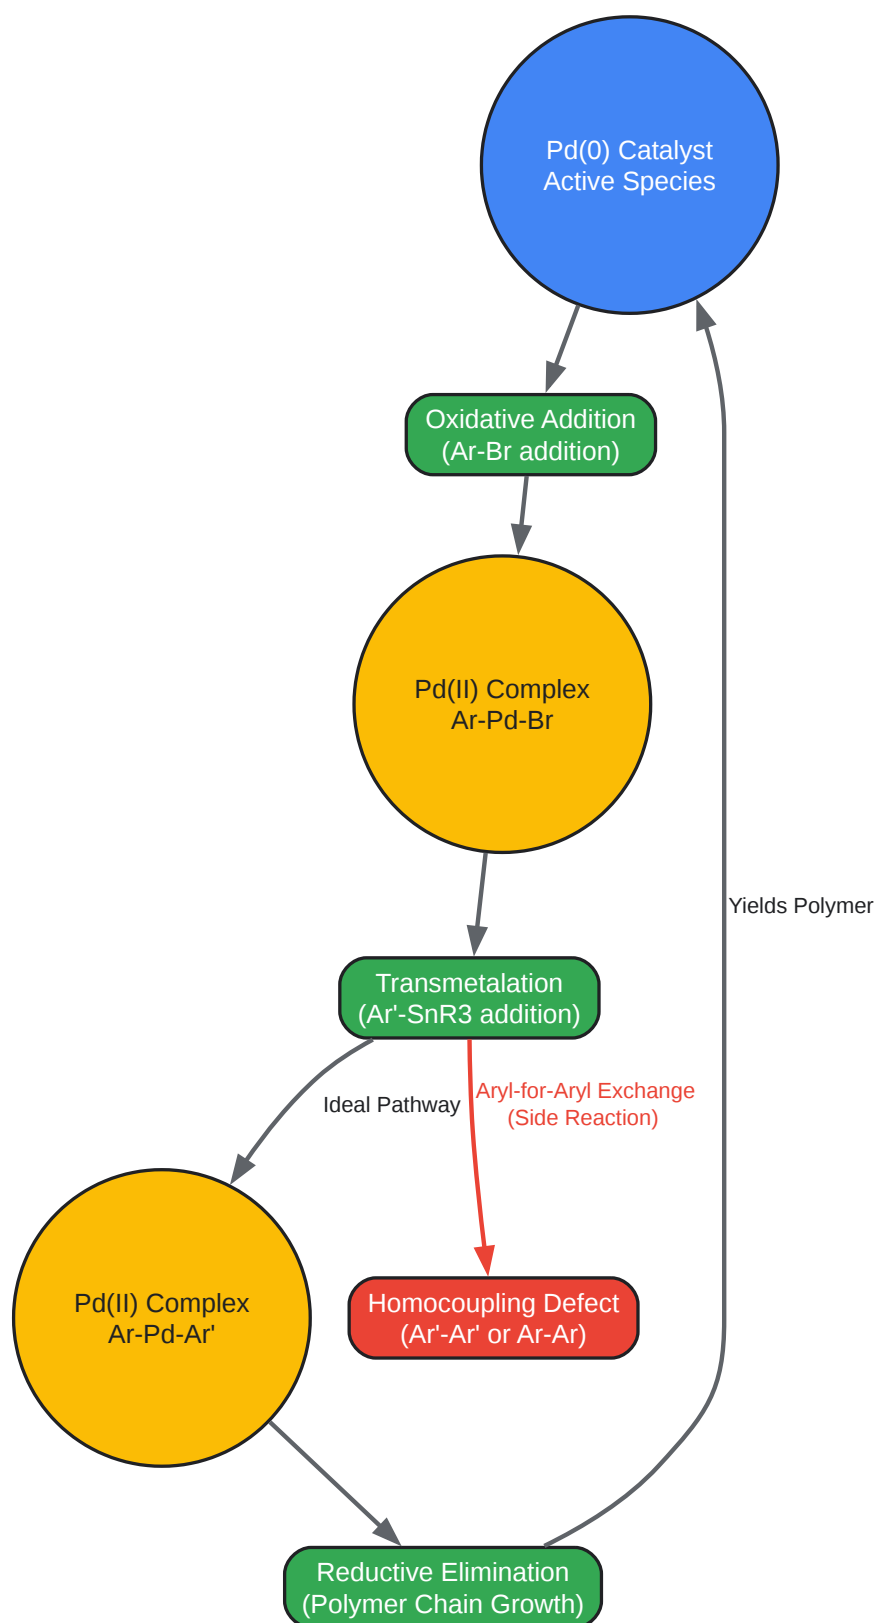 Pd(0) Catalyst
Active Species
Oxidative Addition
(Ar-Br addition)
Pd(II) Complex
Ar-Pd-Br
Yields Polymer
Transmetalation
(Ar'-SnR3 addition)
Ideal Pathway
Aryl-for-Aryl Exchange
(Side Reaction)
Pd(II) Complex
Ar-Pd-Ar'
Homocoupling Defect
(Ar'-Ar' or Ar-Ar)
Reductive Elimination
(Polymer Chain Growth)